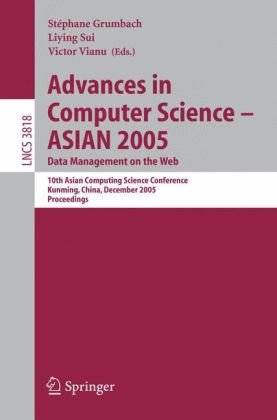 Stéphane Grumbach
Liying Sui
Victor Vianu (Eds.)
LNCS 3818
Advances in
Computer Science –
ASIAN 2005
Data Management on the Web
10th Asian Computing Science Conference
Kunming, China, December 2005
Proceedings
Springer